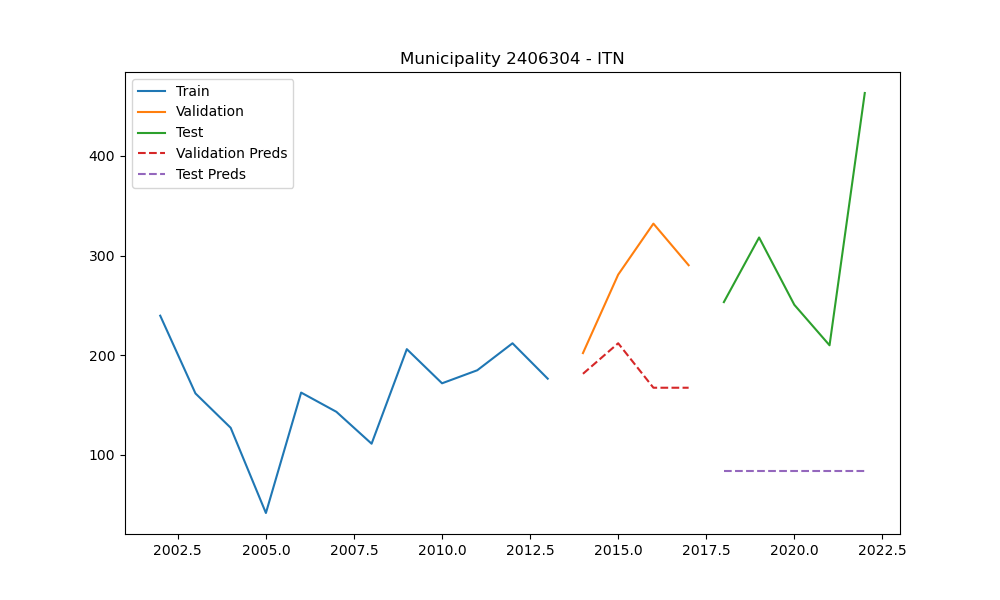 Municipality 2406304 - ITN
Train
Validation
Test
Validation Preds
Test Preds
400
300
200
100
2002.5 2005.0 2007.5 2010.0 2012.5 2015.0 2017.5 2020.0 2022.5